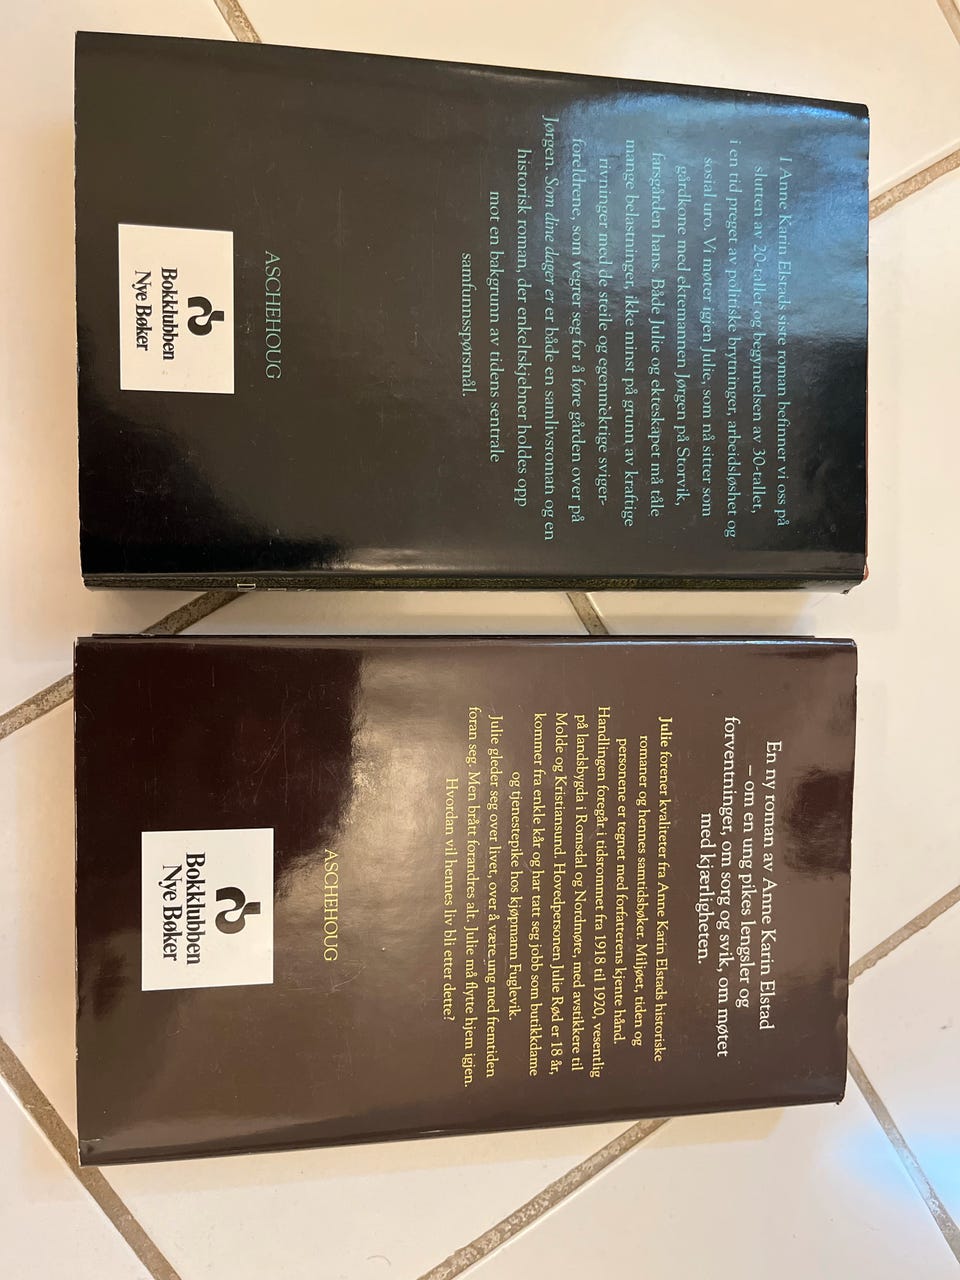 I Anne Karin Elstads siste roman befinner vi oss på
slutten av 20-tallet og begynnelsen av 30-tallet,
i en tid preget av politiske brytninger, arbeidsløshet og
sosial uro. Vi møter igjen Julie, som nå sitter som
gårdkone med ektemannen Jørgen på Storvik,
farsgården hans. Både Julie og ekteskapet må tåle
mange belastninger, ikke minst på grunn av kraftige
rivninger med de steile og egenmektige sviger-
foreldrene, som vegrer seg for å føre gården over på
Jørgen. Som dine dager er både en samlivsroman og en
historisk roman, der enkeltskjebner holdes opp
mot en bakgrunn av tidens sentrale
samfunnsspørsmål.
ASCHEHOUG
Bokklubben
Nye Bøker
En ny roman av Anne Karin Elstad
– om en ung pikes lengsler og
forventninger, om sorg og svik, om møtet
med kjærligheten.
Julie forener kvaliteter fra Anne Karin Elstads historiske
romaner og hennes samtidsbøker. Miljøet, tiden og
personene er tegnet med forfatterens kjente hånd.
Handlingen foregår i tidsrommet fra 1918 til 1920, vesentlig
på landsbygda i Romsdal og Nordmøre, med avstikkere til
Molde og Kristiansund. Hovedpersonen Julie Rød er 18 år,
kommer fra enkle kår og har tatt seg jobb som butikkdame
og tjenestepike hos kjøpmann Fuglevik.
Julie gleder seg over livet, over å være ung med fremtiden
foran seg. Men brått forandres alt. Julie må flytte hjem igjen.
Hvordan vil hennes liv bli etter dette?
ASCHEHOUG
Bokklubben
Nye Bøker